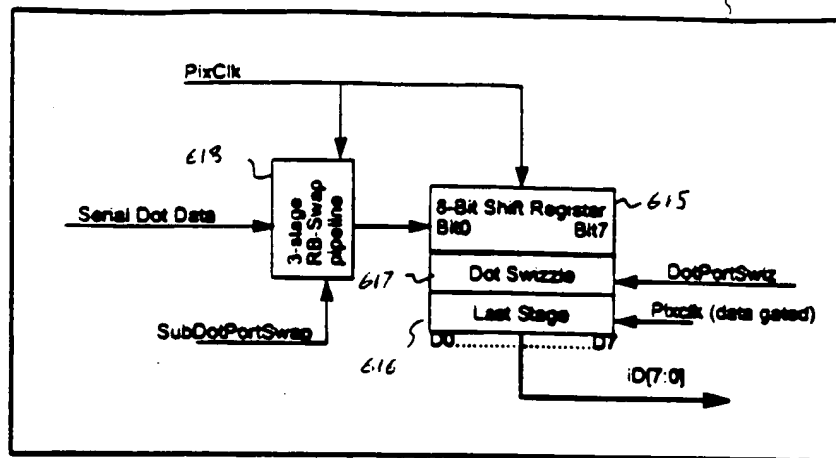 PixClk
618
3-stage
RB-Swap
pipeline
Serial Dot Data
8-Bit Shift Register
Bit0 Bit7
615
Dot Swizzle
617
DotPortSwiz
Last Stage
Pixclk (data gated)
SubDotPortSwap
616
D0..................D7
iD[7:0]